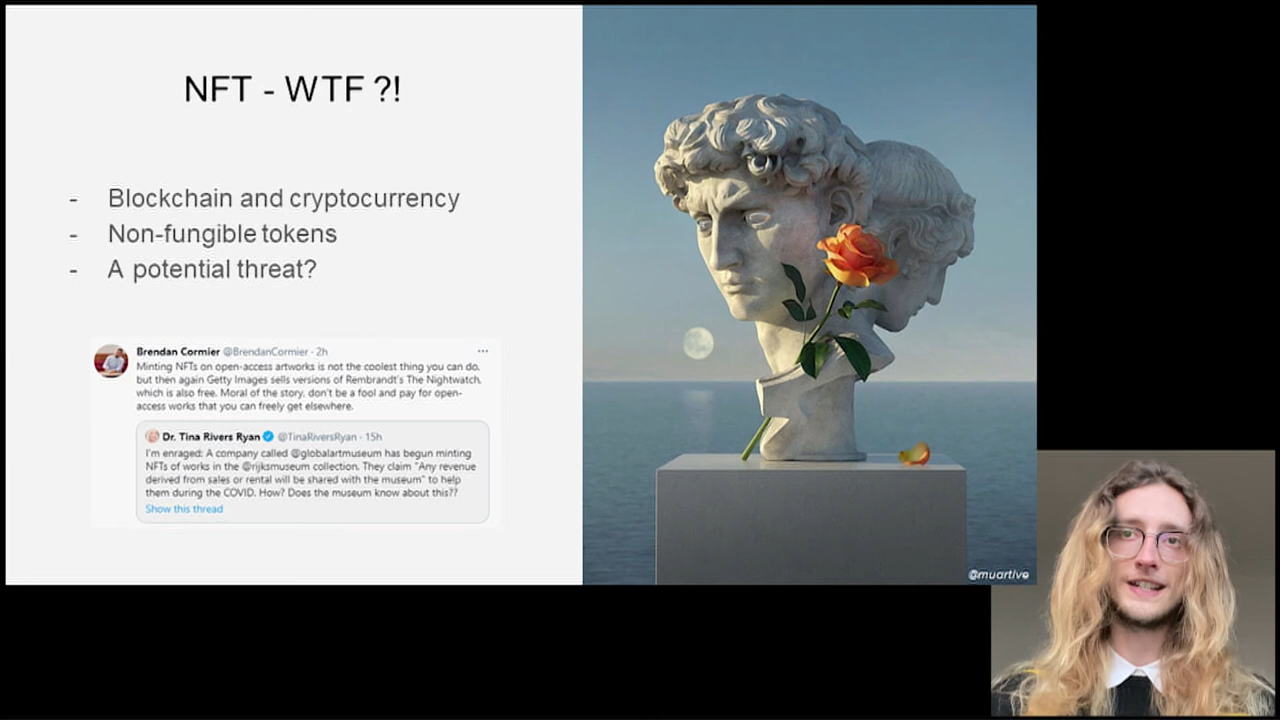 NFT - WTF ?!
- Blockchain and cryptocurrency
- Non-fungible tokens
- A potential threat?
Brendan Cormier @BrendanCormier · 2h
Minting NFTs on open-access artworks is not the coolest thing you can do,
but then again Getty Images sells versions of Rembrandt's The Nightwatch,
which is also free. Moral of the story, don't be a fool and pay for open-
access works that you can freely get elsewhere.
Dr. Tina Rivers Ryan @TinaRiversRyan · 15h
I'm enraged: A company called @globalartmuseum has begun minting
NFTs of works in the @rijksmuseum collection. They claim "Any revenue
derived from sales or rental will be shared with the museum" to help
them during the COVID. How? Does the museum know about this??
Show this thread
@muartive